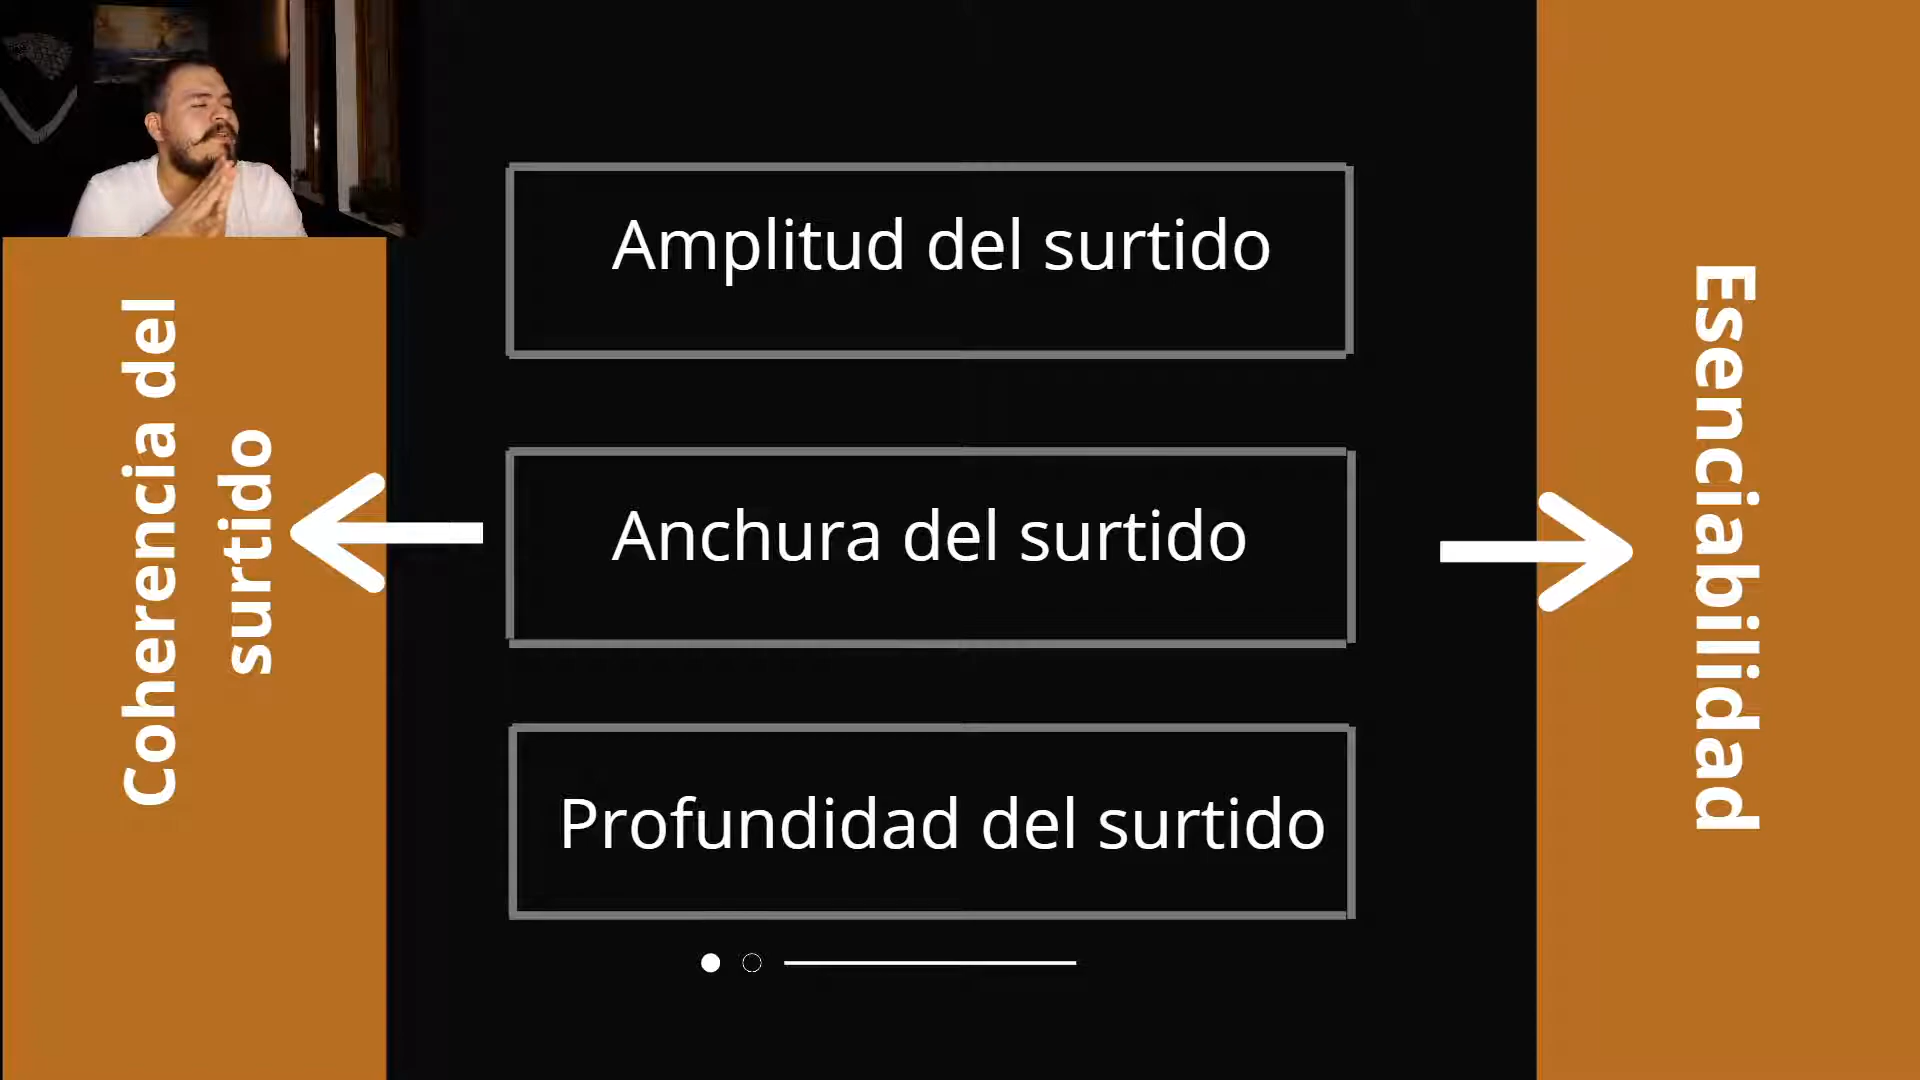 Coherencia del
surtido
Amplitud del surtido
Anchura del surtido
Profundidad del surtido
Esenciabilidad